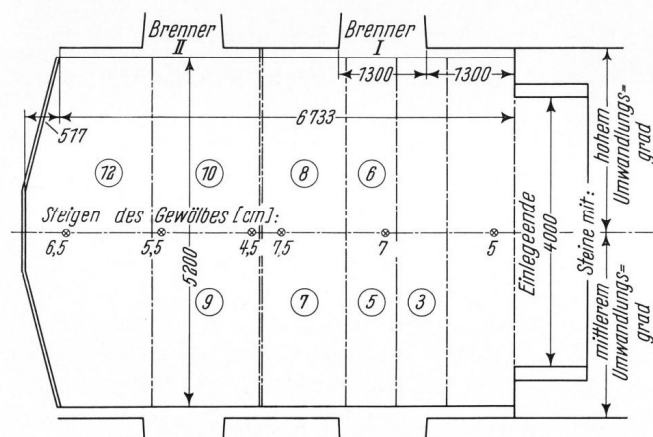 Brenner
II
Brenner
I
1300
1300
517
6733
12
10
8
6
Steigen des Gewölbes [cm]:
6,5
5,5
4,5
7,5
7
5
5200
9
7
5
3
Einlegeende
4000
Steine mit:
hohem
Umwandlungs=
grad
mittlerem
Umwandlungs=
grad